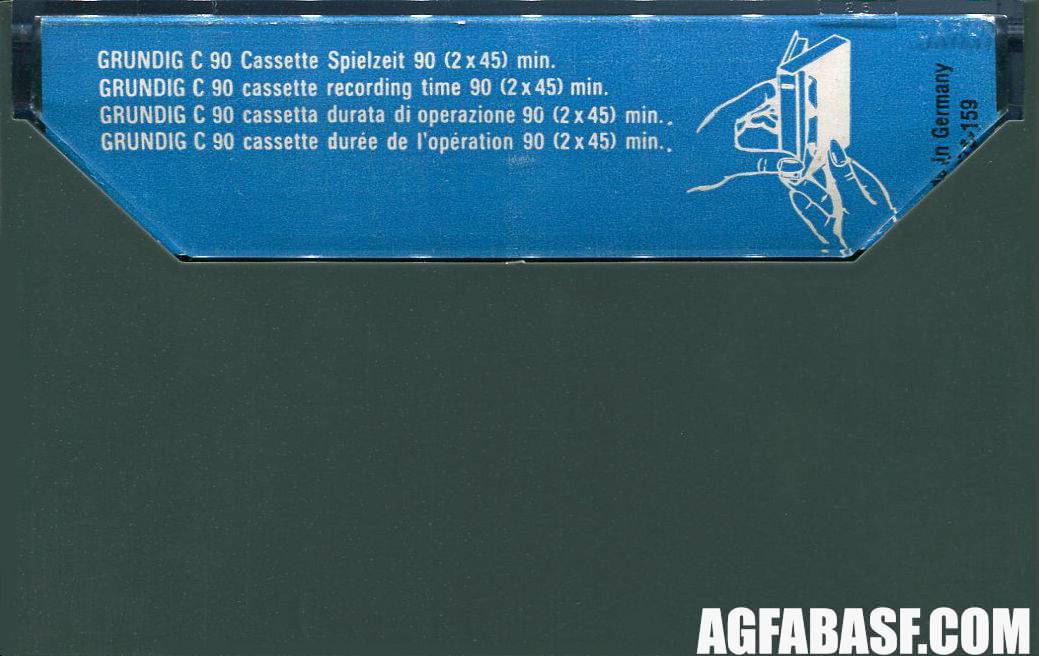 GRUNDIG C 90 Cassette Spielzeit 90 (2 x 45) min.
GRUNDIG C 90 cassette recording time 90 (2 x 45) min.
GRUNDIG C 90 cassetta durata di operazione 90 (2 x 45) min..
GRUNDIG C 90 cassette durée de l'opération 90 (2 x 45) min..
in Germany
-159
AGFABASF.COM